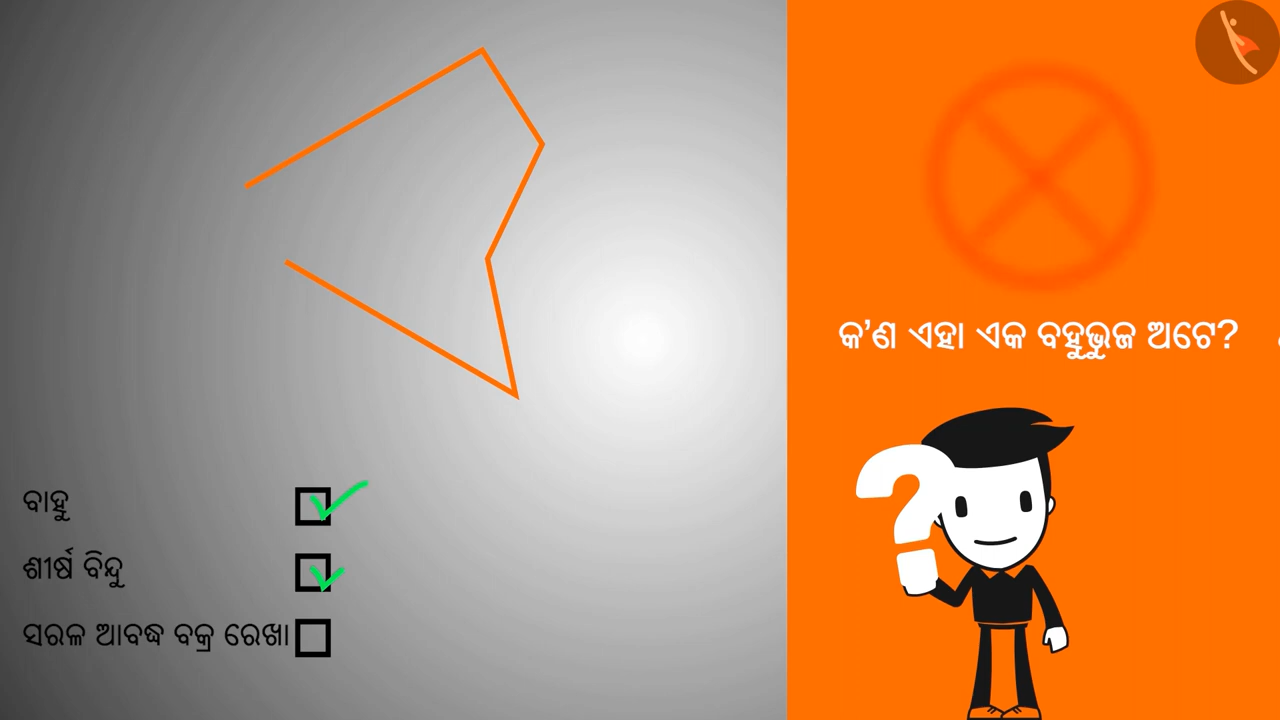 କ'ଣ ଏହା ଏକ ବହୁଭୁଜ ଅଟେ?
ବାହୁ
ଶୀର୍ଷ ବିନ୍ଦୁ
ସରଳ ଆବଦ୍ଧ ବକ୍ର ରେଖା